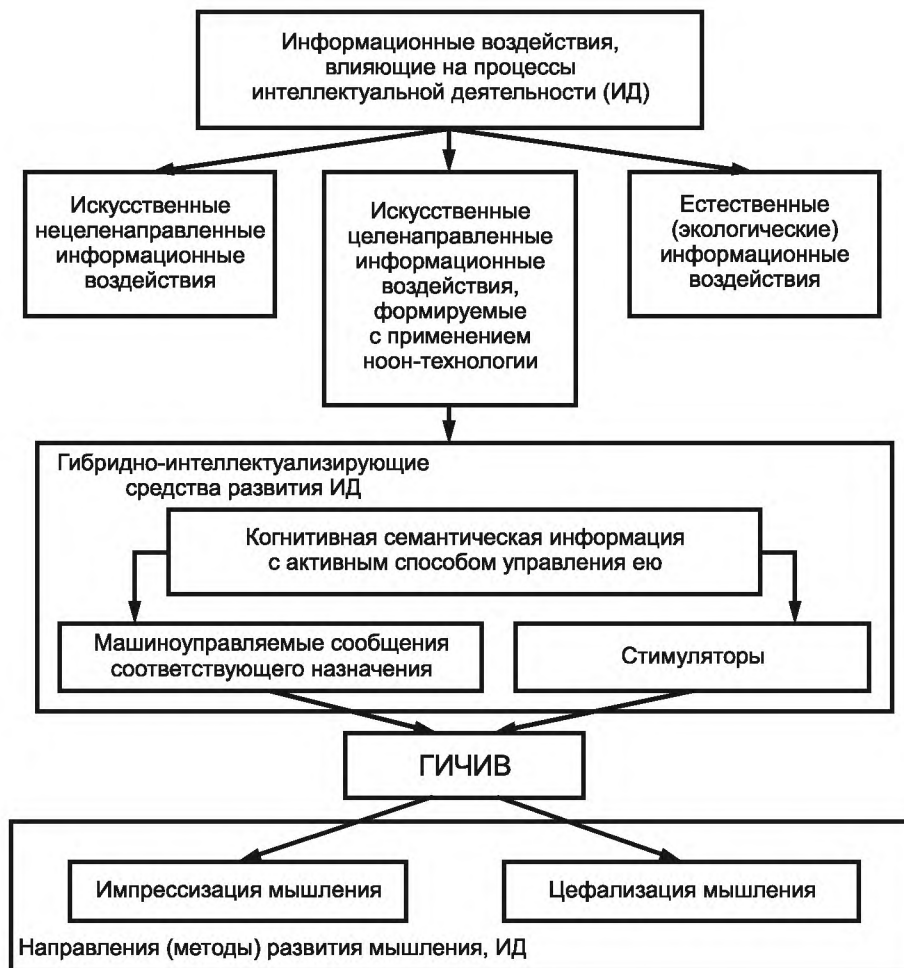 Информационные воздействия,
влияющие на процессы
интеллектуальной деятельности (ИД)
Искусственные
нецеленаправленные
информационные
воздействия
Искусственные
целенаправленные
информационные
воздействия,
формируемые
с применением
ноон-технологии
Естественные
(экологические)
информационные
воздействия
Гибридно-интеллектуализирующие
средства развития ИД
Когнитивная семантическая информация
с активным способом управления ею
Машиноуправляемые сообщения
соответствующего назначения
Стимуляторы
ГИЧИВ
Импрессизация мышления
Цефализация мышления
Направления (методы) развития мышления, ИД